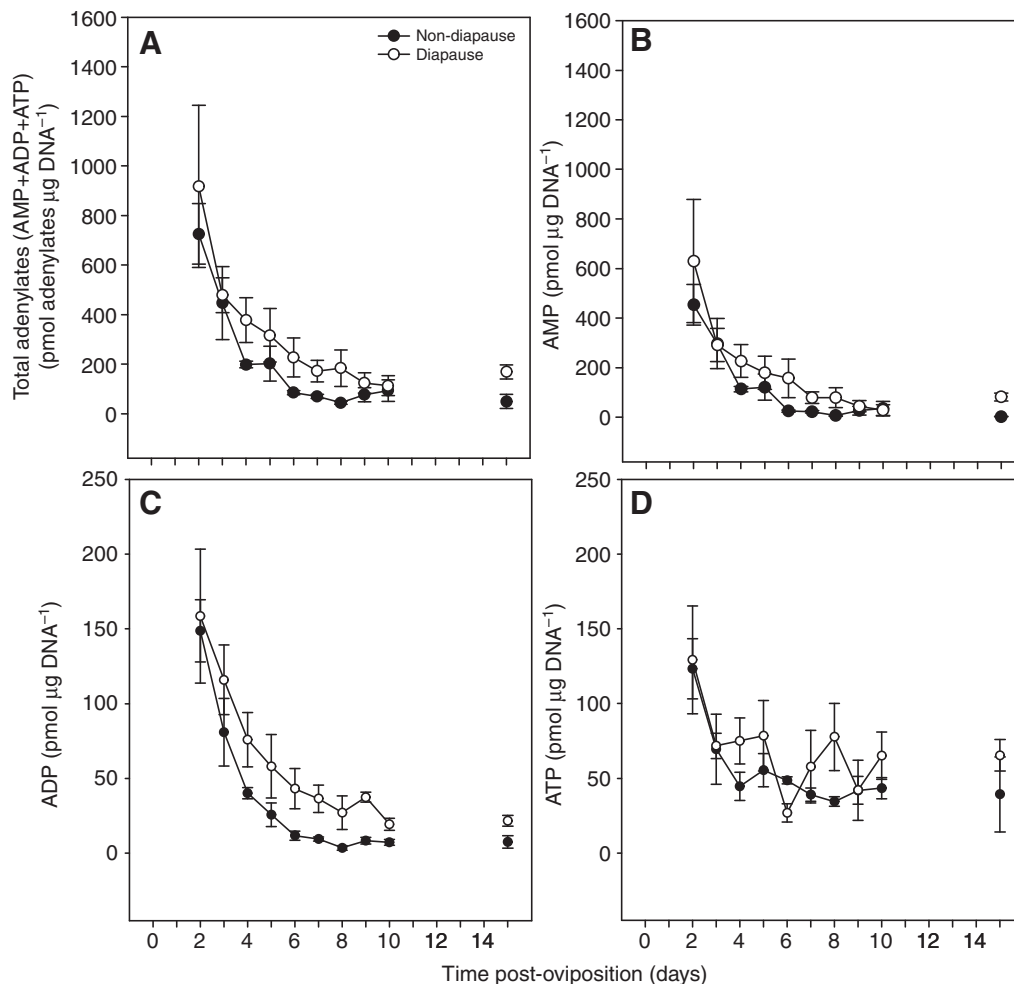 A
Non-diapause
Diapause
1600
1400
1200
1000
800
600
400
200
0
Total adenylates (AMP+ADP+ATP)
(pmol adenylates µg DNA⁻¹)
B
1600
1400
1200
1000
800
600
400
200
0
AMP (pmol µg DNA⁻¹)
C
250
200
150
100
50
0
ADP (pmol µg DNA⁻¹)
0 2 4 6 8 10 12 14
D
250
200
150
100
50
0
ATP (pmol µg DNA⁻¹)
0 2 4 6 8 10 12 14
Time post-oviposition (days)